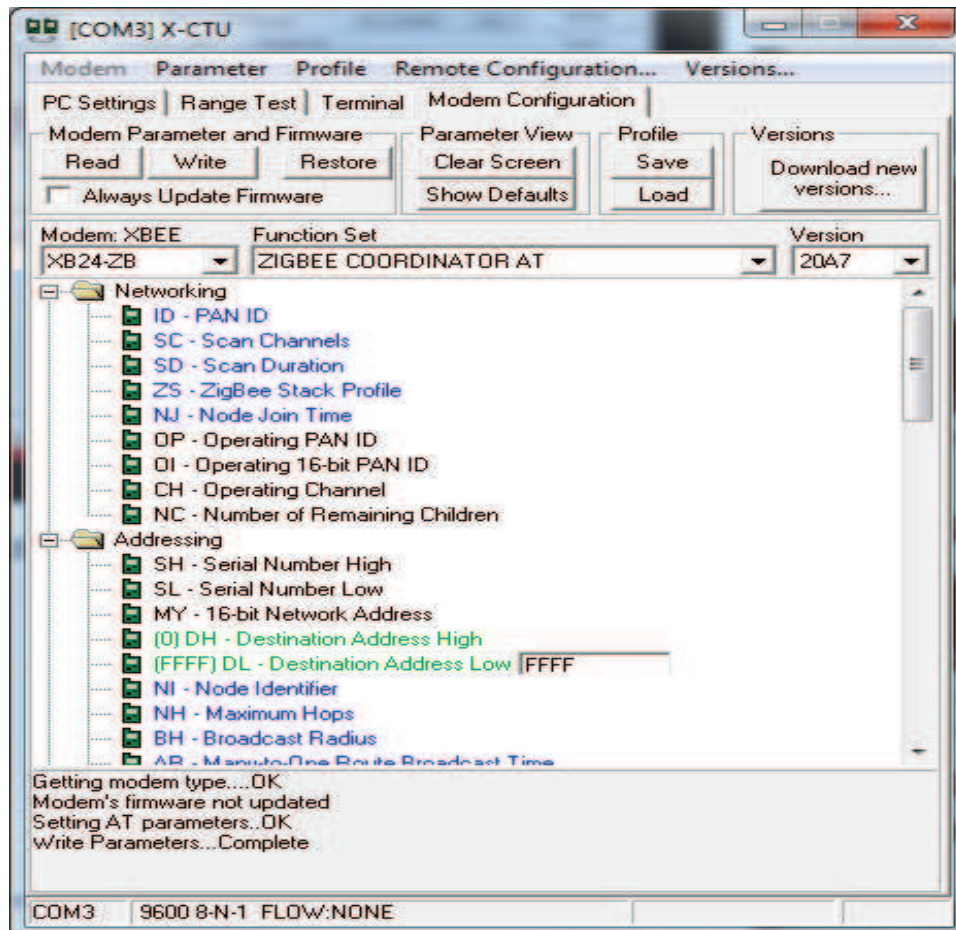 [COM3] X-CTU
Modem Parameter Profile Remote Configuration... Versions...
PC Settings Range Test Terminal Modem Configuration
Modem Parameter and Firmware Parameter View Profile Versions
Read Write Restore Clear Screen Save Download new versions...
Always Update Firmware Show Defaults Load
Modem: XBEE Function Set Version
XB24-ZB ZIGBEE COORDINATOR AT 20A7
Networking
ID - PAN ID
SC - Scan Channels
SD - Scan Duration
ZS - ZigBee Stack Profile
NJ - Node Join Time
OP - Operating PAN ID
OI - Operating 16-bit PAN ID
CH - Operating Channel
NC - Number of Remaining Children
Addressing
SH - Serial Number High
SL - Serial Number Low
MY - 16-bit Network Address
(0) DH - Destination Address High
(FFFF) DL - Destination Address Low FFFF
NI - Node Identifier
NH - Maximum Hops
BH - Broadcast Radius
AR - Many-to-One Route Broadcast Time
Getting modem type....OK
Modem's firmware not updated
Setting AT parameters..OK
Write Parameters...Complete
COM3 9600 8-N-1 FLOW:NONE